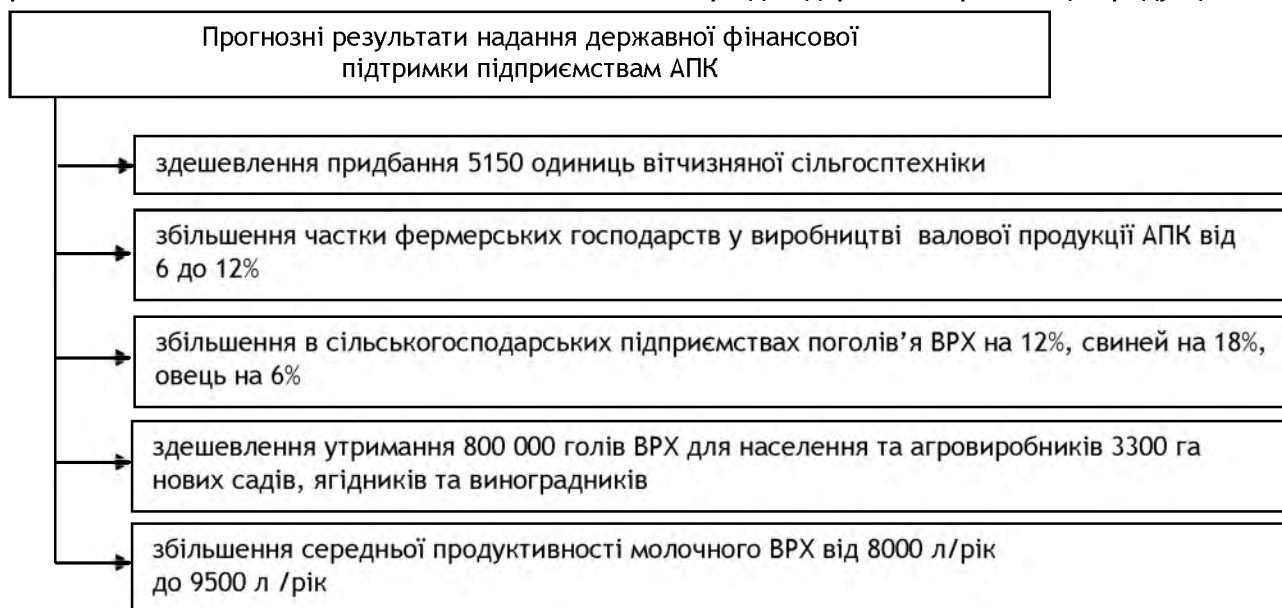 Прогнозні результати надання державної фінансової
підтримки підприємствам АПК
здешевлення придбання 5150 одиниць вітчизняної сільгосптехніки
збільшення частки фермерських господарств у виробництві валової продукції АПК від
6 до 12%
збільшення в сільськогосподарських підприємствах поголів’я ВРХ на 12%, свиней на 18%,
овець на 6%
здешевлення утримання 800 000 голів ВРХ для населення та агровиробників 3300 га
нових садів, ягідників та виноградників
збільшення середньої продуктивності молочного ВРХ від 8000 л/рік
до 9500 л /рік